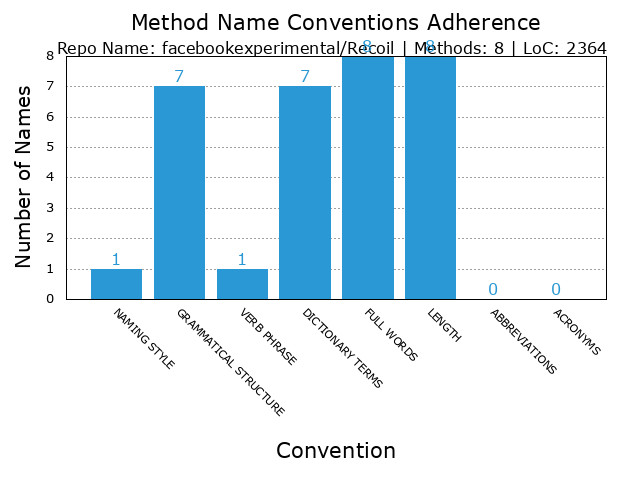 Method Name Conventions Adherence
Repo Name: facebookexperimental/Recoil | Methods: 8 | LoC: 2364
Number of Names
8
7
6
5
4
3
2
1
0
1
7
1
7
8
8
0
0
NAMING STYLE
GRAMMATICAL STRUCTURE
VERB PHRASE
DICTIONARY TERMS
FULL WORDS
LENGTH
ABBREVIATIONS
ACRONYMS
Convention